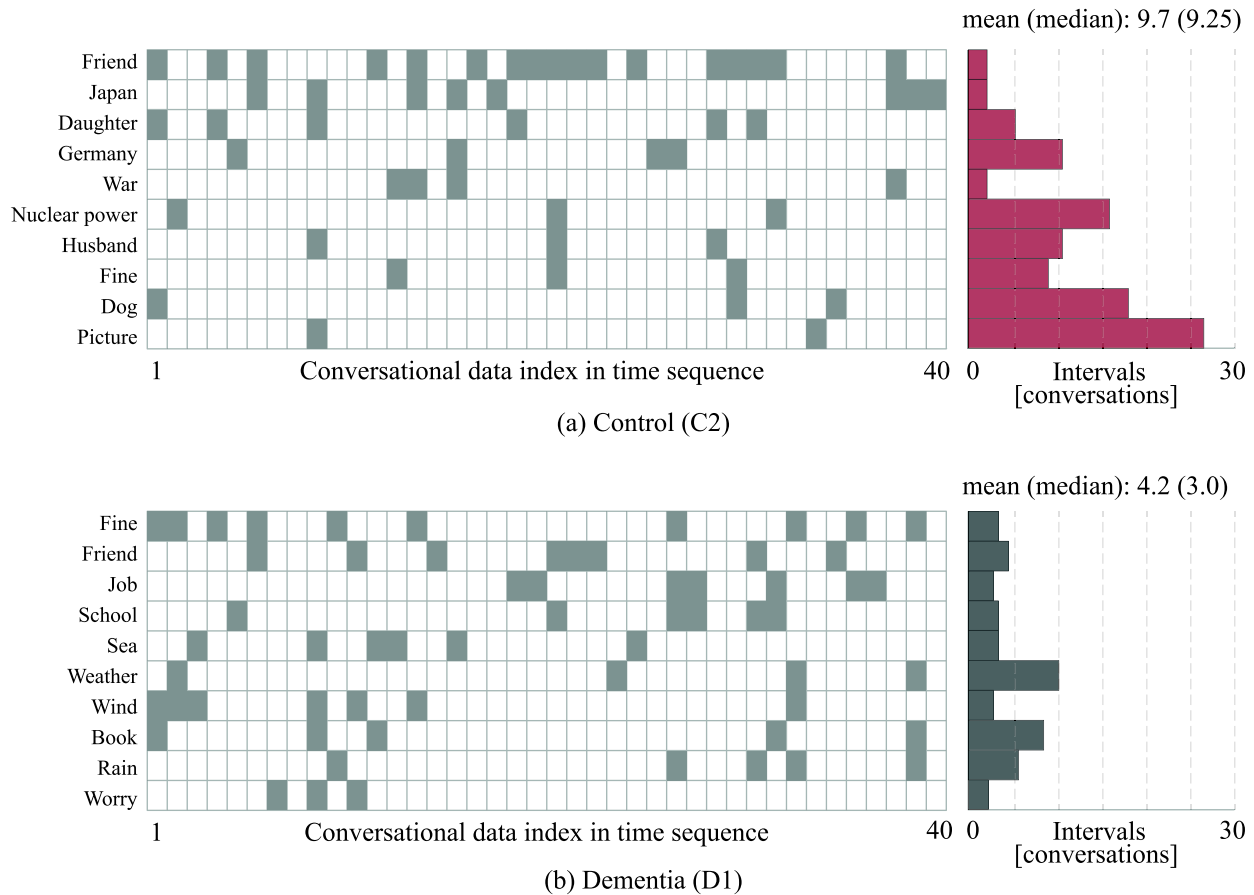 mean (median): 9.7 (9.25)
Friend
Japan
Daughter
Germany
War
Nuclear power
Husband
Fine
Dog
Picture
1 Conversational data index in time sequence 40
0 Intervals 30
[conversations]
(a) Control (C2)
mean (median): 4.2 (3.0)
Fine
Friend
Job
School
Sea
Weather
Wind
Book
Rain
Worry
1 Conversational data index in time sequence 40
0 Intervals 30
[conversations]
(b) Dementia (D1)